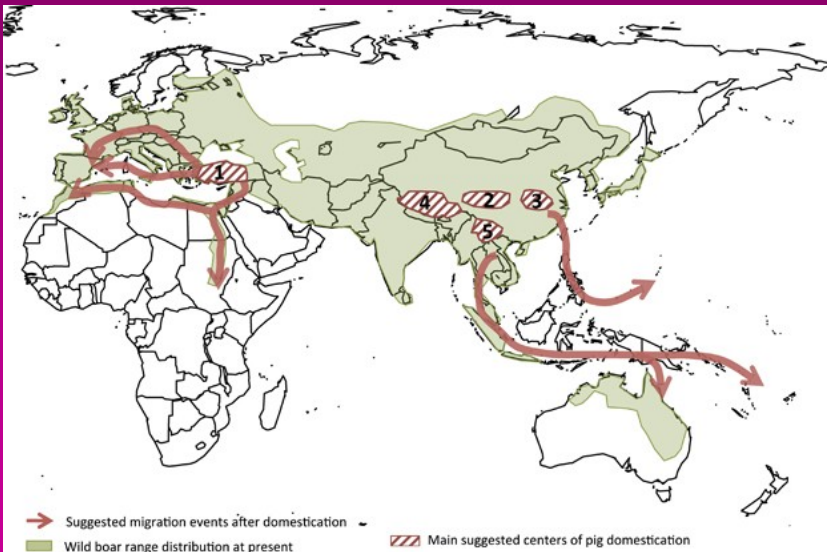 1
4
2
3
5
Suggested migration events after domestication
Wild boar range distribution at present
Main suggested centers of pig domestication